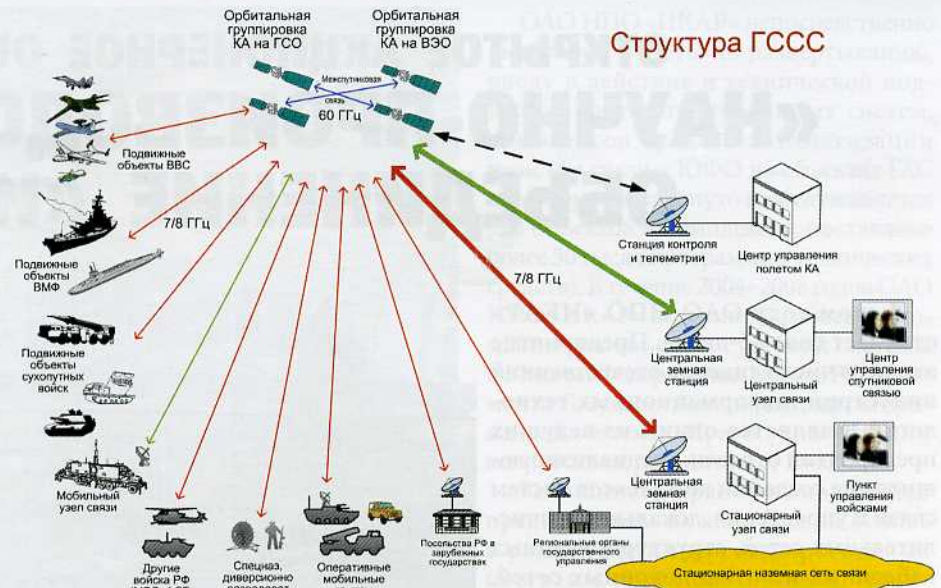 Структура ГССС
Орбитальная
группировка
КА на ГСО
Орбитальная
группировка
КА на ВЭО
Межспутниковая
связь
60 ГГц
Подвижные
объекты ВВС
7/8 ГГц
Подвижные
объекты
ВМФ
Подвижные
объекты
сухопутных
войск
Мобильный
узел связи
Другие
войска РФ
Спецназ,
диверсионно
Оперативные
мобильные
Посольства РФ в
зарубежных
государствах
Региональные органы
государственного
управления
7/8 ГГц
Станция контроля
и телеметрии
Центр управления
полетом КА
Центральная
земная
станция
Центральный
узел связи
Центр
управления
спутниковой
связью
Центральная
земная
станция
Стационарный
узел связи
Пункт
управления
войсками
Стационарная наземная сеть связи